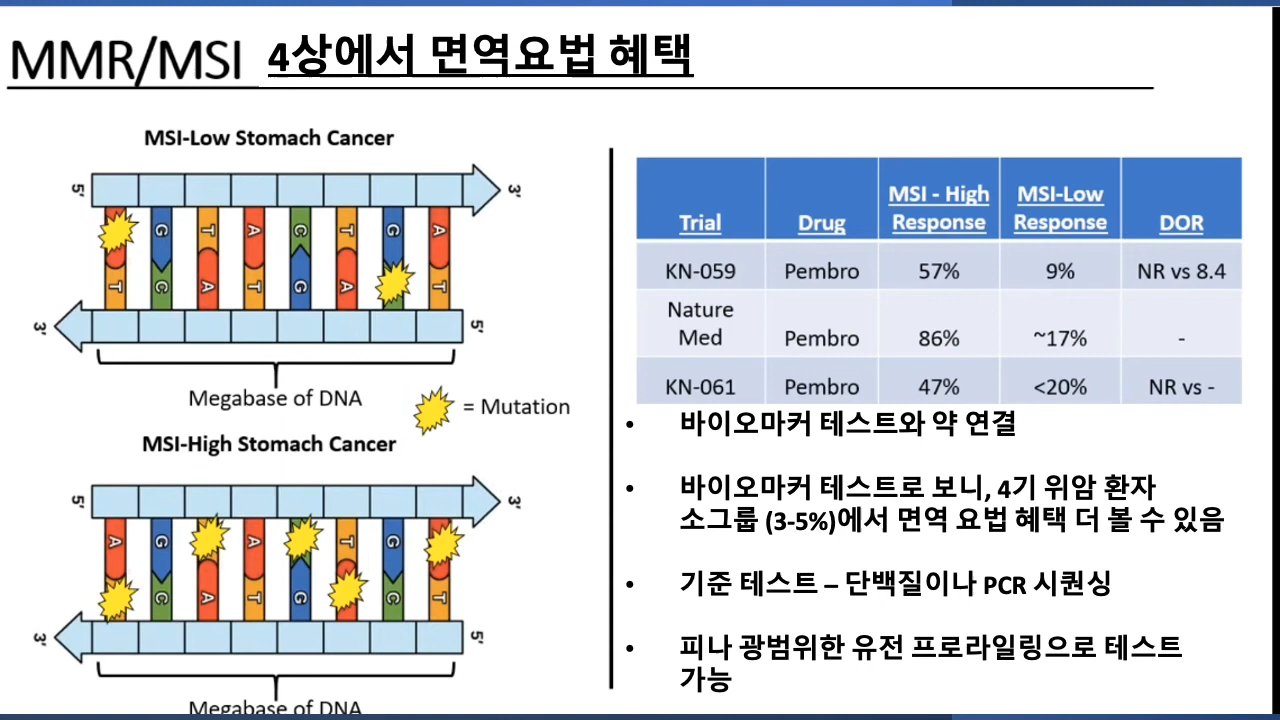 MMR/MSI 4상에서 면역요법 혜택
MSI-Low Stomach Cancer
5' 3'
G T A C T G A
T C A T G A T
3' 5'
Megabase of DNA
= Mutation
MSI-High Stomach Cancer
5' 3'
A G A T G
C A T G C T
3' 5'
Megabase of DNA
Trial Drug MSI - High Response MSI-Low Response DOR
KN-059 Pembro 57% 9% NR vs 8.4
Nature Med Pembro 86% ~17% -
KN-061 Pembro 47% <20% NR vs -
• 바이오마커 테스트와 약 연결
• 바이오마커 테스트로 보니, 4기 위암 환자
소그룹 (3-5%)에서 면역 요법 혜택 더 볼 수 있음
• 기준 테스트 – 단백질이나 PCR 시퀀싱
• 피나 광범위한 유전 프로라일링으로 테스트
가능